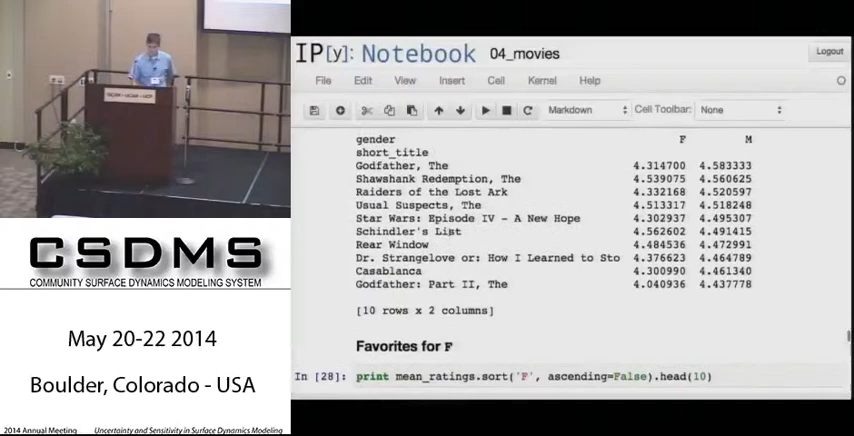 CSDMS
COMMUNITY SURFACE DYNAMICS MODELING SYSTEM
May 20-22 2014
Boulder, Colorado - USA
2014 Annual Meeting Uncertainty and Sensitivity in Surface Dynamics Modeling
IP[y]: Notebook 04_movies
Logout
File Edit View Insert Cell Kernel Help
Markdown Cell Toolbar: None
gender F M
short_title
Godfather, The 4.314700 4.583333
Shawshank Redemption, The 4.539075 4.560625
Raiders of the Lost Ark 4.332168 4.520597
Usual Suspects, The 4.513317 4.518248
Star Wars: Episode IV - A New Hope 4.302937 4.495307
Schindler's List 4.562602 4.491415
Rear Window 4.484536 4.472991
Dr. Strangelove or: How I Learned to Sto 4.376623 4.464789
Casablanca 4.300990 4.461340
Godfather: Part II, The 4.040936 4.437778
[10 rows x 2 columns]
Favorites for F
In [28]: print mean_ratings.sort('F', ascending=False).head(10)